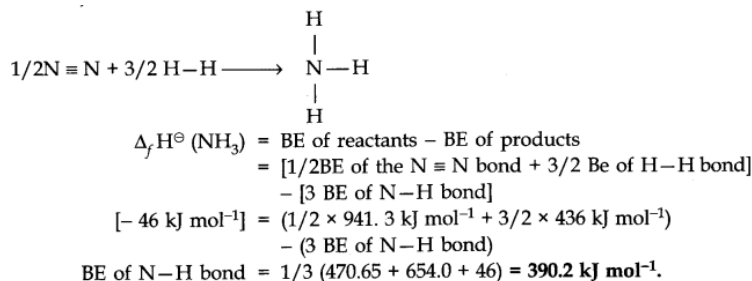 H
|
1/2N ≡ N + 3/2 H–H ⟶ N—H
|
H
Δ𝑓H⊖ (NH₃) = BE of reactants – BE of products
= [1/2BE of the N ≡ N bond + 3/2 Be of H—H bond]
– [3 BE of N—H bond]
[– 46 kJ mol⁻¹] = (1/2 × 941. 3 kJ mol⁻¹ + 3/2 × 436 kJ mol⁻¹)
– (3 BE of N—H bond)
BE of N—H bond = 1/3 (470.65 + 654.0 + 46) = 390.2 kJ mol⁻¹.